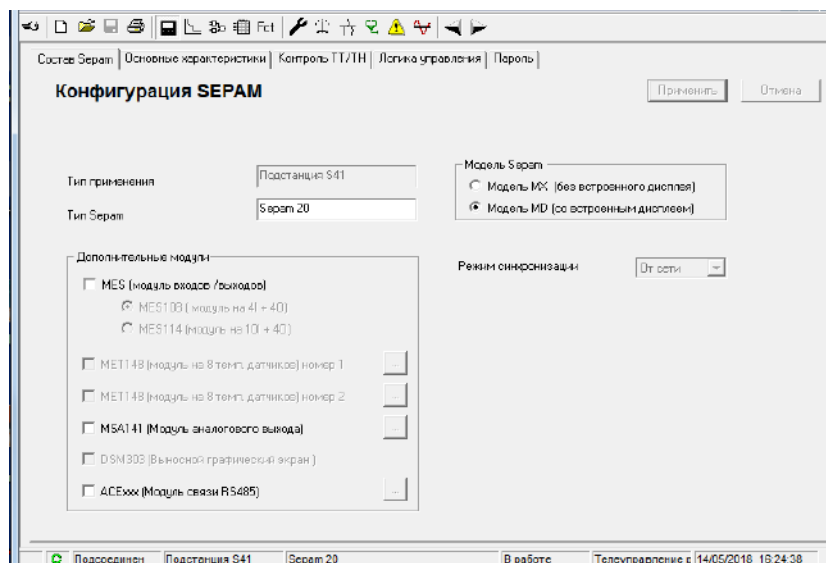 Fct
Состав Sepam Основные характеристики Контроль ТТ/ТН Логика управления Пароль
Конфигурация SEPAM
Применить Отмена
Тип применения Подстанция S41
Тип Sepam Sepam 20
Модель Sepam
Модель MX (без встроенного дисплея)
Модель MD (со встроенным дисплеем)
Режим синхронизации От сети
Дополнительные модули
MES (модуль входов /выходов)
MES108 ( модуль на 4I + 4O)
MES114 (модуль на 10I + 4O)
MET148 (модуль на 8 темп. датчиков) номер 1 ...
MET148 (модуль на 8 темп. датчиков) номер 2 ...
MSA141 (Модуль аналогового выхода) ...
DSM303 (Выносной графический экран )
ACExxx (Модуль связи RS485) ...
Подсоединен Подстанция S41 Sepam 20 В работе Телеуправление р 14/05/2018 16:24:38